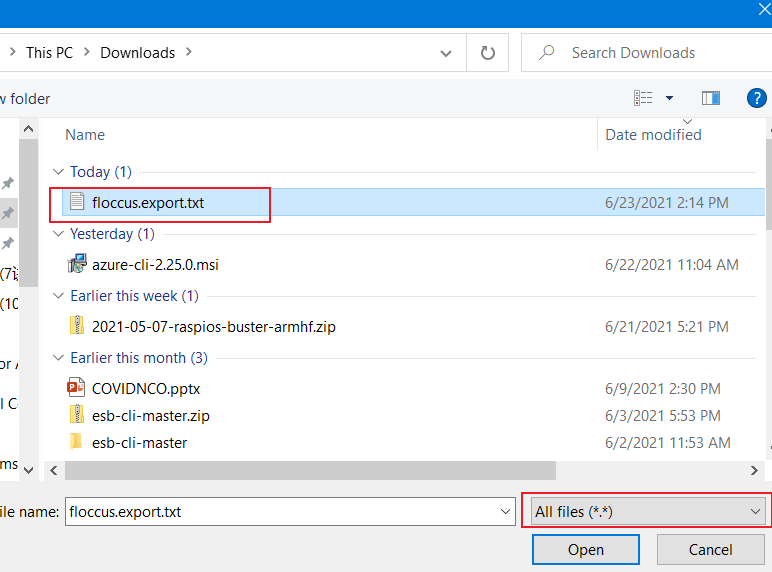 This PC > Downloads >
Search Downloads
w folder
?
Name
Date modified
Today (1)
floccus.export.txt 6/23/2021 2:14 PM
Yesterday (1)
azure-cli-2.25.0.msi 6/22/2021 11:04 AM
Earlier this week (1)
(10
2021-05-07-raspios-buster-armhf.zip 6/21/2021 5:21 PM
Earlier this month (3)
or A
COVIDNCO.pptx 6/9/2021 2:30 PM
l C
esb-cli-master.zip 6/3/2021 5:53 PM
esb-cli-master 6/2/2021 11:53 AM
ms
ile name: floccus.export.txt
All files (*.*)
Open
Cancel